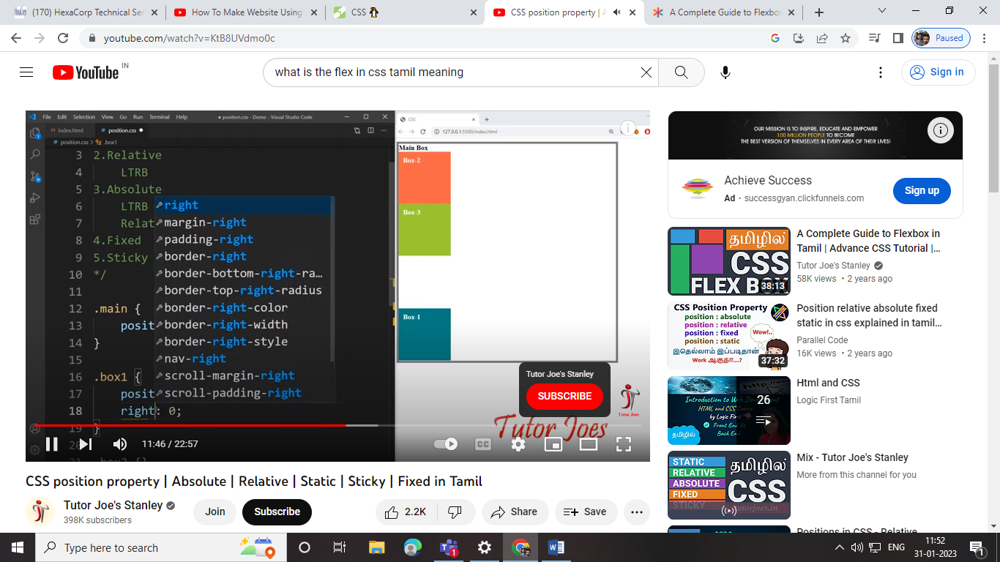 (170) HexaCorp Technical Ser
How To Make Website Using
CSS
CSS position property | A
A Complete Guide to Flexbox
youtube.com/watch?v=KtB8UVdmo0c
Paused
YouTube
IN
what is the flex in css tamil meaning
Sign in
File Edit Selection View Go Run Terminal Help
position.css - Demo - Visual Studio Code
index.html
position.css
position.css > .box1
3 2.Relative
4 LTRB
5 3.Absolute
6 LTRB
7 Relat
8 4.Fixed
9 5.Sticky
10 */
11
12 .main {
13 posit
14 }
15
16 .box1 {
17 posit
18 right: 0;
19 }
right
margin-right
padding-right
border-right
border-bottom-right-ra…
border-top-right-radius
border-right-color
border-right-width
border-right-style
nav-right
scroll-margin-right
scroll-padding-right
CSS
127.0.0.1:5500/index.html
Main Box
Box-2
Box-3
Box-1
Tutor Joe's Stanley
SUBSCRIBE
Tutor Joes
Tutor Joes
11:46 / 22:57
CC
CSS position property | Absolute | Relative | Static | Sticky | Fixed in Tamil
Tutor Joe's Stanley
398K subscribers
Join
Subscribe
2.2K
Share
Save
OUR MISSION IS TO INSPIRE, EDUCATE AND EMPOWER
100 MILLION PEOPLE TO BECOME
THE BEST VERSION OF THEMSELVES IN EVERY AREA OF THEIR LIVES!
Achieve Success
Ad · successgyan.clickfunnels.com
Sign up
தமிழில்
CSS
FLEX BOX
38:13
A Complete Guide to Flexbox in
Tamil | Advance CSS Tutorial |…
Tutor Joe's Stanley
58K views • 2 years ago
CSS Position Property
position : absolute
position : relative
position : fixed
position : static
Wow!..
இதெல்லாம் இப்படிதான்
Work ஆகுதா....?
37:32
Position relative absolute fixed
static in css explained in tamil…
Parallel Code
16K views • 2 years ago
http://
Introduction to Web Development
HTML and CSS Course
by Logic First
Front End Vs
Back End
தமிழில்
26
Html and CSS
Logic First Tamil
STATIC
RELATIVE
ABSOLUTE
FIXED
STICKY
தமிழில்
CSS
tutorjoes.in
Mix - Tutor Joe's Stanley
More from this channel for you
Positions in CSS - Relative
Type here to search
ENG
11:52
31-01-2023
1